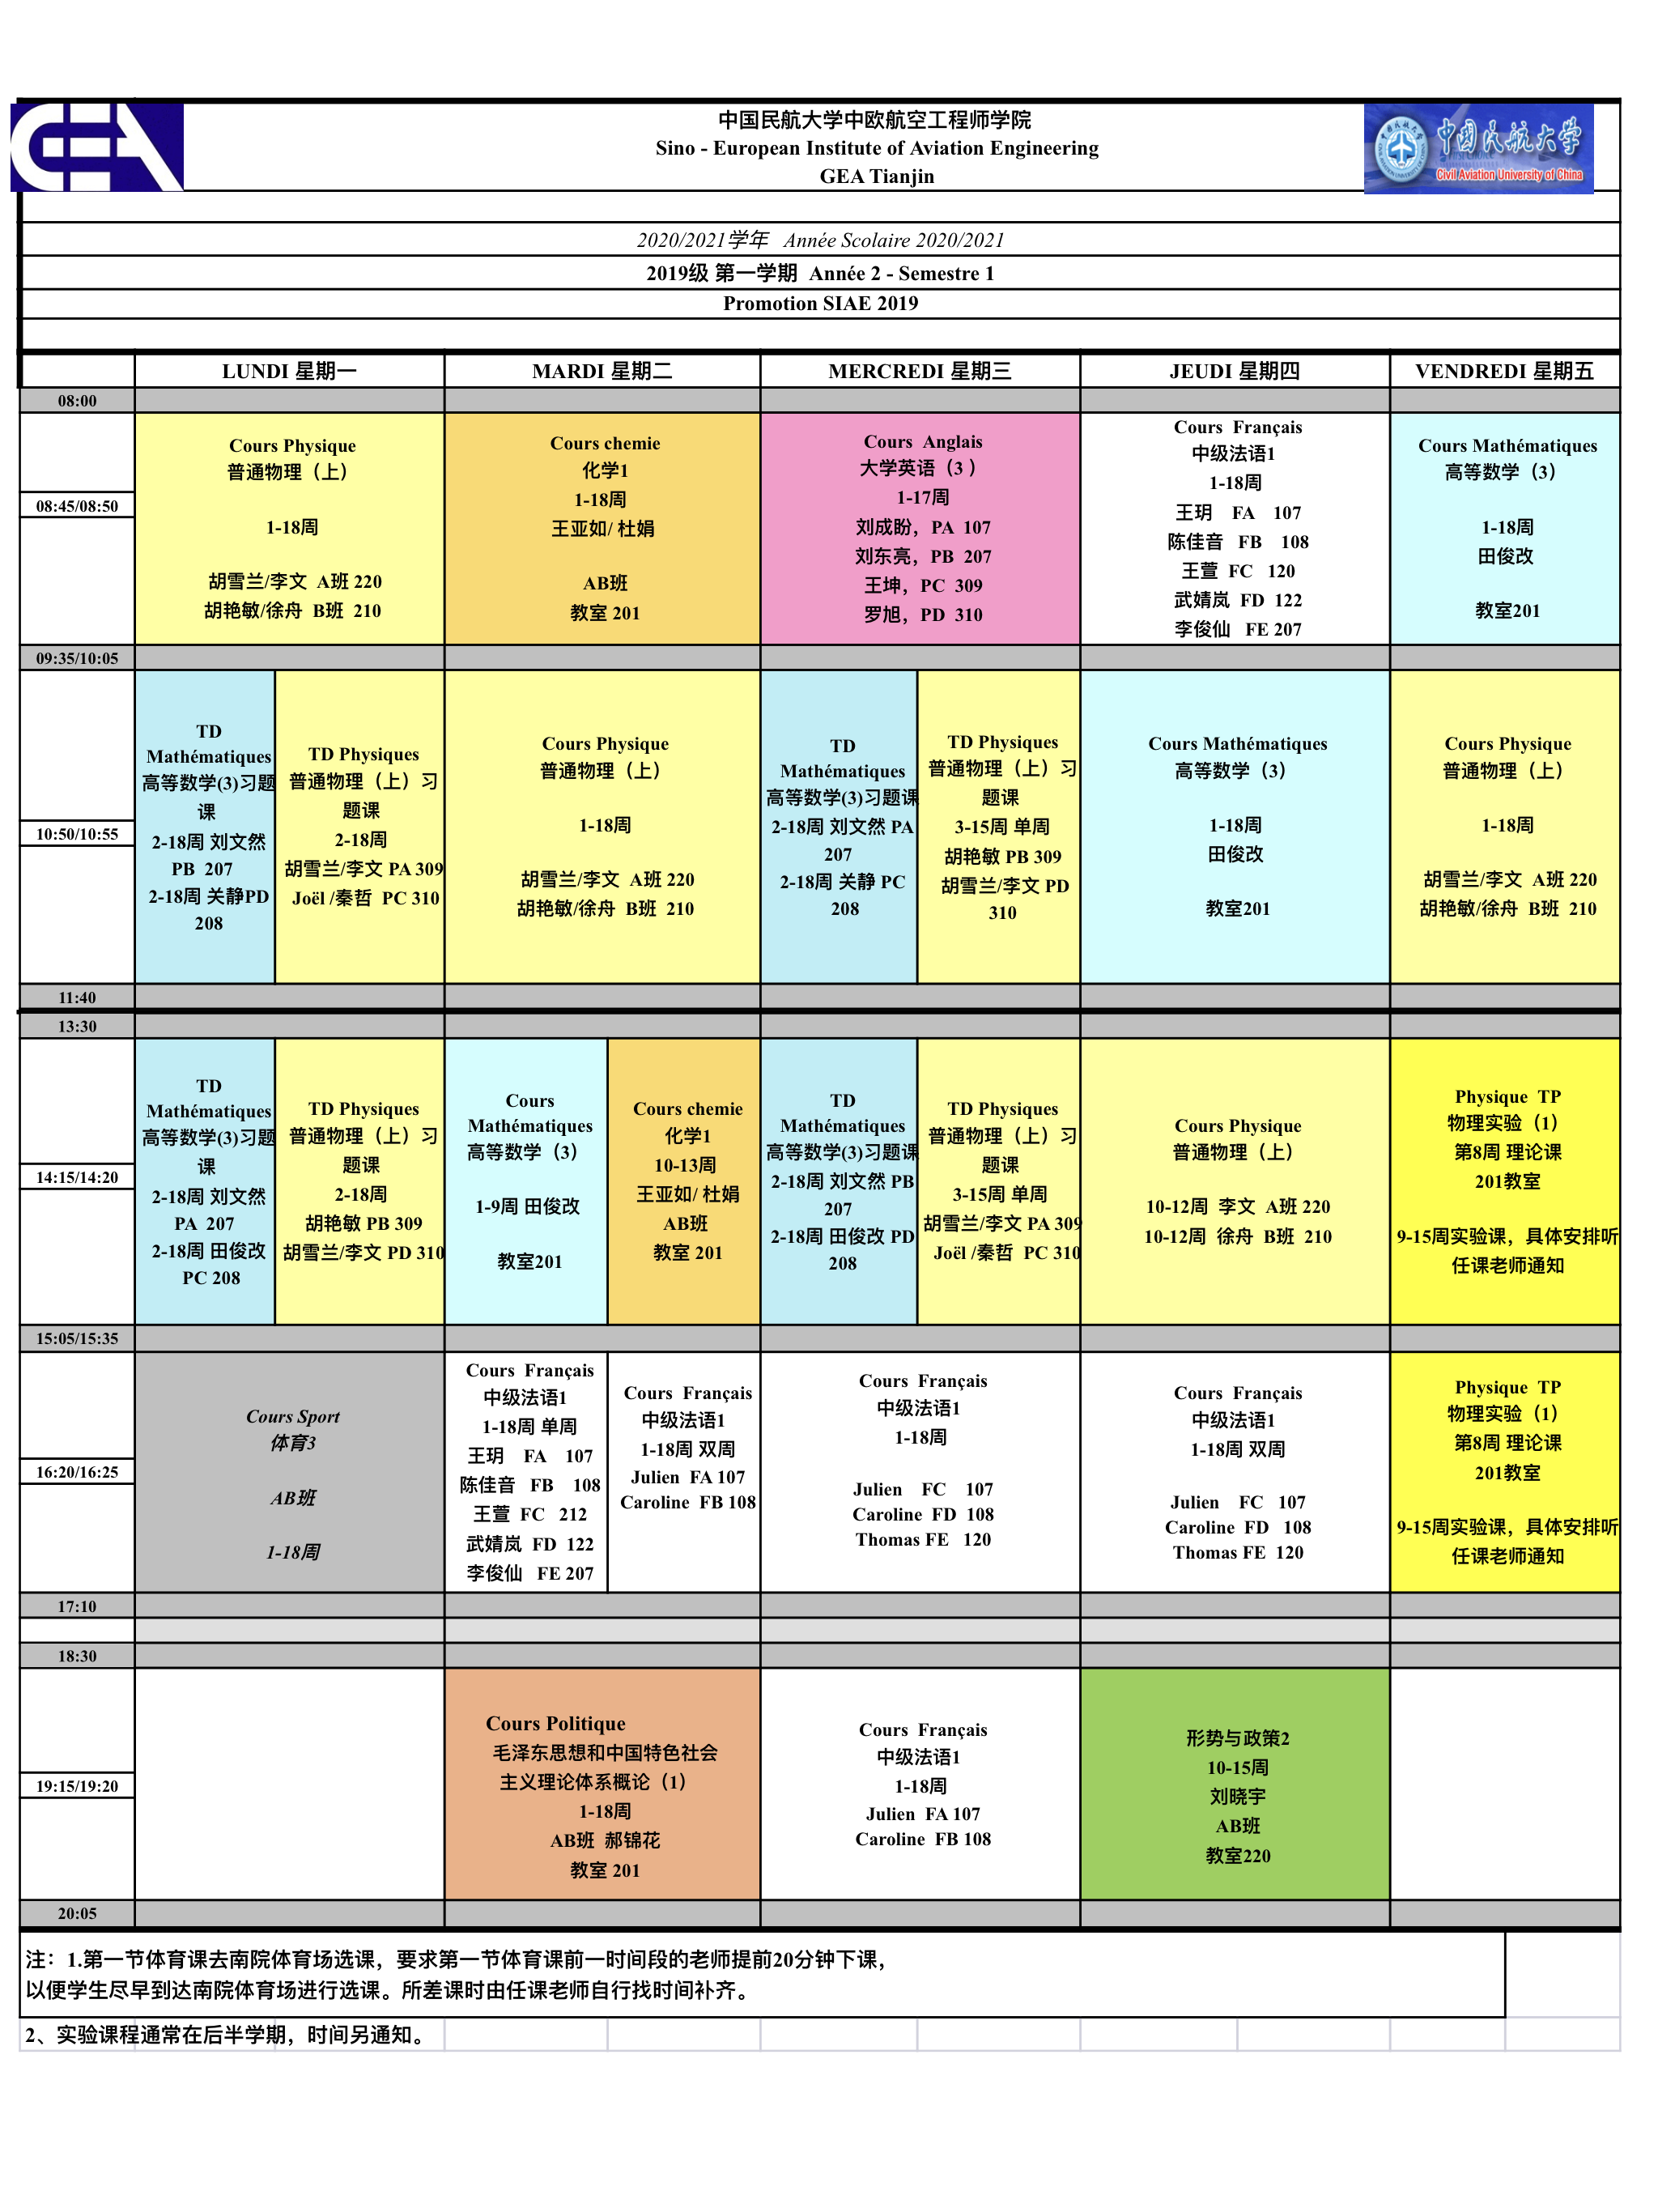 GEA
中国民航大学中欧航空工程师学院
Sino - European Institute of Aviation Engineering
GEA Tianjin
中国民航大学
Civil Aviation University of China
2020/2021学年 Année Scolaire 2020/2021
2019级 第一学期 Année 2 - Semestre 1
Promotion SIAE 2019
LUNDI 星期一
MARDI 星期二
MERCREDI 星期三
JEUDI 星期四
VENDREDI 星期五
08:00
08:45/08:50
Cours Physique
普通物理（上）
1-18周
胡雪兰/李文 A班 220
胡艳敏/徐舟 B班 210
Cours chemie
化学1
1-18周
王亚如/ 杜娟
AB班
教室 201
Cours Anglais
大学英语（3 ）
1-17周
刘成盼，PA 107
刘东亮，PB 207
王坤，PC 309
罗旭，PD 310
Cours Français
中级法语1
1-18周
王玥 FA 107
陈佳音 FB 108
王萱 FC 120
武婧岚 FD 122
李俊仙 FE 207
Cours Mathématiques
高等数学（3）
1-18周
田俊改
教室201
09:35/10:05
10:50/10:55
TD
Mathématiques
高等数学(3)习题
课
2-18周 刘文然
PB 207
2-18周 关静PD
208
TD Physiques
普通物理（上）习
题课
2-18周
胡雪兰/李文 PA 309
Joël /秦哲 PC 310
Cours Physique
普通物理（上）
1-18周
胡雪兰/李文 A班 220
胡艳敏/徐舟 B班 210
TD
Mathématiques
高等数学(3)习题课
2-18周 刘文然 PA
207
2-18周 关静 PC
208
TD Physiques
普通物理（上）习
题课
3-15周 单周
胡艳敏 PB 309
胡雪兰/李文 PD
310
Cours Mathématiques
高等数学（3）
1-18周
田俊改
教室201
Cours Physique
普通物理（上）
1-18周
胡雪兰/李文 A班 220
胡艳敏/徐舟 B班 210
11:40
13:30
14:15/14:20
TD
Mathématiques
高等数学(3)习题
课
2-18周 刘文然
PA 207
2-18周 田俊改
PC 208
TD Physiques
普通物理（上）习
题课
2-18周
胡艳敏 PB 309
胡雪兰/李文 PD 310
Cours
Mathématiques
高等数学（3）
1-9周 田俊改
教室201
Cours chemie
化学1
10-13周
王亚如/ 杜娟
AB班
教室 201
TD
Mathématiques
高等数学(3)习题课
2-18周 刘文然 PB
207
2-18周 田俊改 PD
208
TD Physiques
普通物理（上）习
题课
3-15周 单周
胡雪兰/李文 PA 309
Joël /秦哲 PC 310
Cours Physique
普通物理（上）
10-12周 李文 A班 220
10-12周 徐舟 B班 210
Physique TP
物理实验（1）
第8周 理论课
201教室
9-15周实验课，具体安排听
任课老师通知
15:05/15:35
16:20/16:25
Cours Sport
体育3
AB班
1-18周
Cours Français
中级法语1
1-18周 单周
王玥 FA 107
陈佳音 FB 108
王萱 FC 212
武婧岚 FD 122
李俊仙 FE 207
Cours Français
中级法语1
1-18周 双周
Julien FA 107
Caroline FB 108
Cours Français
中级法语1
1-18周
Julien FC 107
Caroline FD 108
Thomas FE 120
Cours Français
中级法语1
1-18周 双周
Julien FC 107
Caroline FD 108
Thomas FE 120
Physique TP
物理实验（1）
第8周 理论课
201教室
9-15周实验课，具体安排听
任课老师通知
17:10
18:30
19:15/19:20
Cours Politique
毛泽东思想和中国特色社会
主义理论体系概论（1）
1-18周
AB班 郝锦花
教室 201
Cours Français
中级法语1
1-18周
Julien FA 107
Caroline FB 108
形势与政策2
10-15周
刘晓宇
AB班
教室220
20:05
注：1.第一节体育课去南院体育场选课，要求第一节体育课前一时间段的老师提前20分钟下课，
以便学生尽早到达南院体育场进行选课。所差课时由任课老师自行找时间补齐。
2、实验课程通常在后半学期，时间另通知。